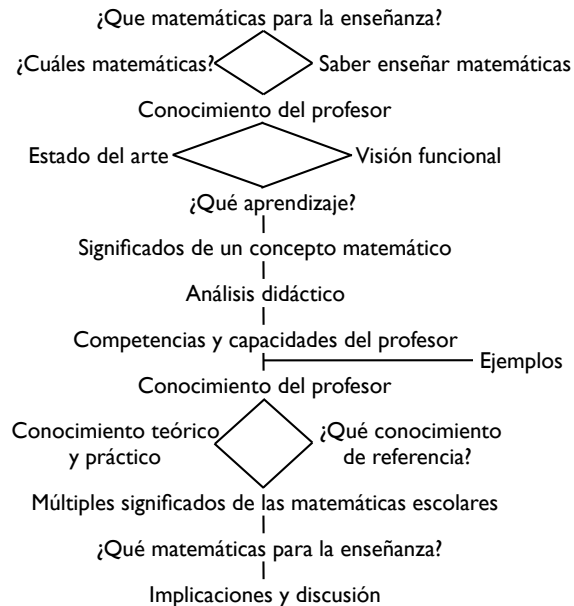 ¿Que matemáticas para la enseñanza?
¿Cuáles matemáticas?
Saber enseñar matemáticas
Conocimiento del profesor
Estado del arte
Visión funcional
¿Qué aprendizaje?
Significados de un concepto matemático
Análisis didáctico
Competencias y capacidades del profesor
Ejemplos
Conocimiento del profesor
Conocimiento teórico
y práctico
¿Qué conocimiento
de referencia?
Múltiples significados de las matemáticas escolares
¿Qué matemáticas para la enseñanza?
Implicaciones y discusión